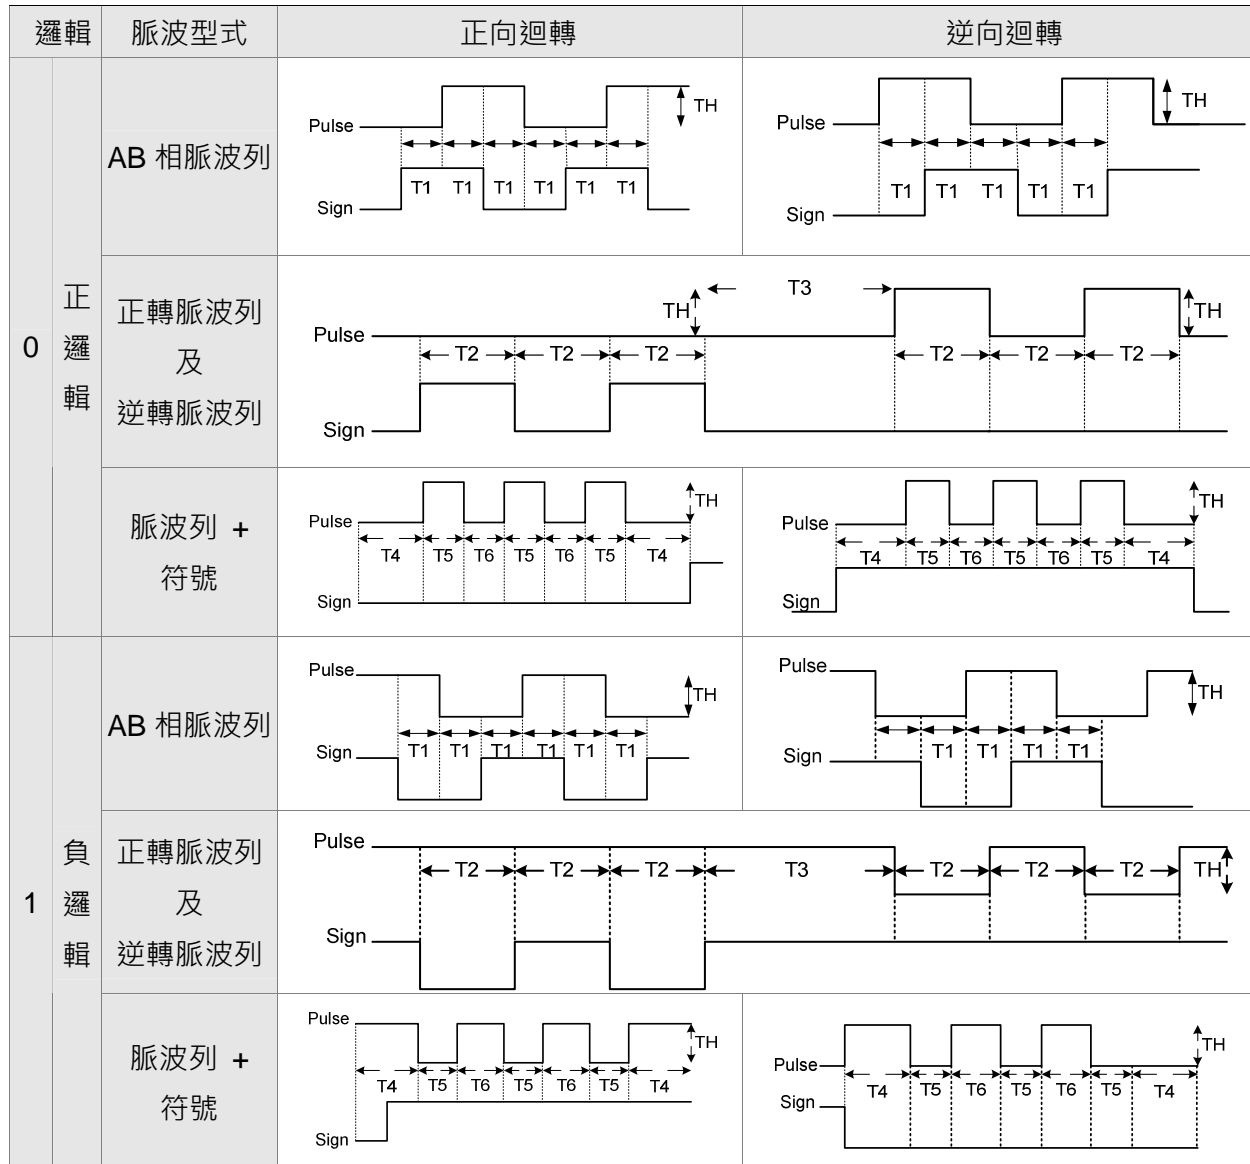 邏輯 脈波型式 正向迴轉 逆向迴轉
0
正
邏
輯
AB 相脈波列
Pulse
TH
T1 T1 T1 T1 T1 T1
Sign
Pulse
TH
T1 T1 T1 T1 T1
Sign
正轉脈波列
及
逆轉脈波列
T3
TH TH
Pulse
T2 T2 T2 T2 T2 T2
Sign
脈波列 +
符號
Pulse
TH
T4 T5 T6 T5 T6 T5 T4
Sign
Pulse
TH
T4 T5 T6 T5 T6 T5 T4
Sign
1
負
邏
輯
AB 相脈波列
Pulse
TH
Sign
T1 T1 T1 T1 T1 T1
Pulse
TH
Sign
T1 T1 T1 T1
正轉脈波列
及
逆轉脈波列
Pulse
T2 T2 T2 T3 T2 T2 T2 TH
Sign
脈波列 +
符號
Pulse
TH
T4 T5 T6 T5 T6 T5 T4
Sign
TH
Pulse
T4 T5 T6 T5 T6 T5 T4
Sign